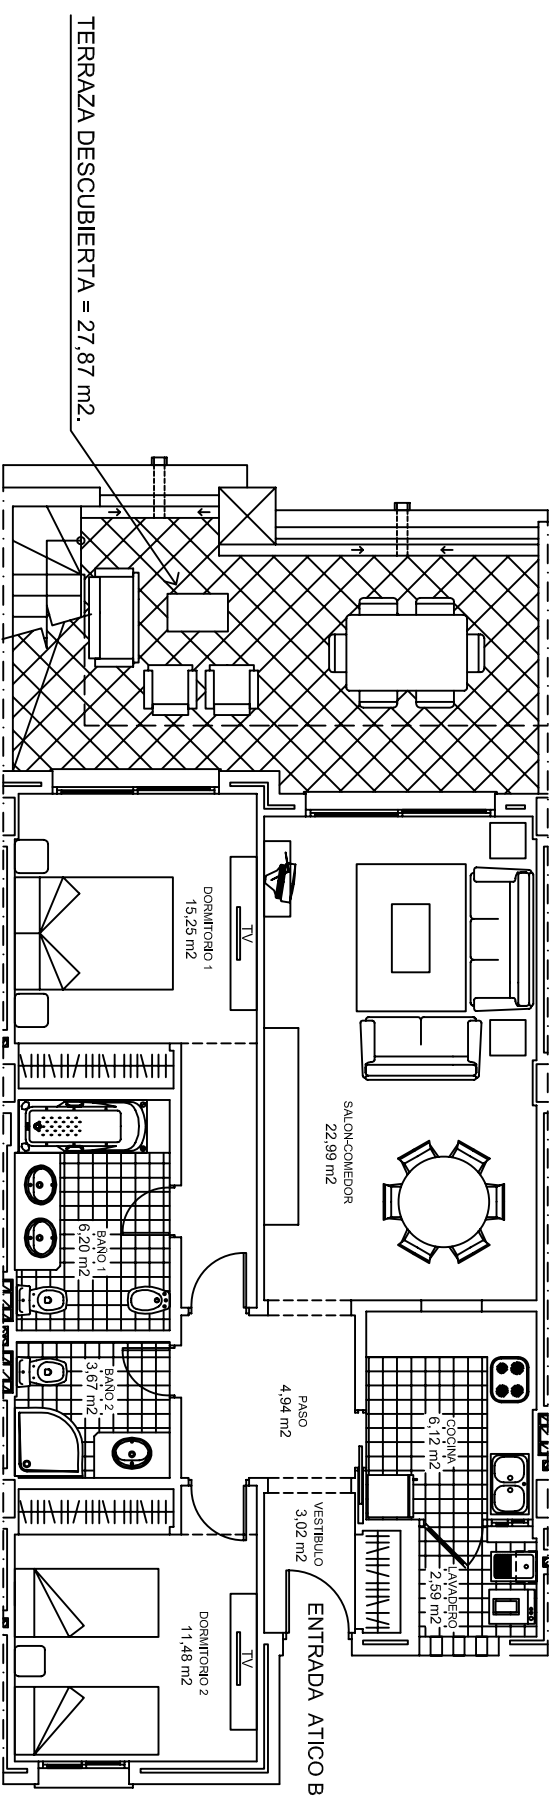 TERRAZA DESCUBIERTA = 27,87 m2.
TV
DORMITORIO 1
15,25 m2
SALON-COMEDOR
22,99 m2
BAÑO 1
6,20 m2
BAÑO 2
3,67 m2
PASO
4,94 m2
COCINA
6,12 m2
VESTIBULO
3,02 m2
LAVADERO
2,59 m2
ENTRADA ATICO B
TV
DORMITORIO 2
11,48 m2